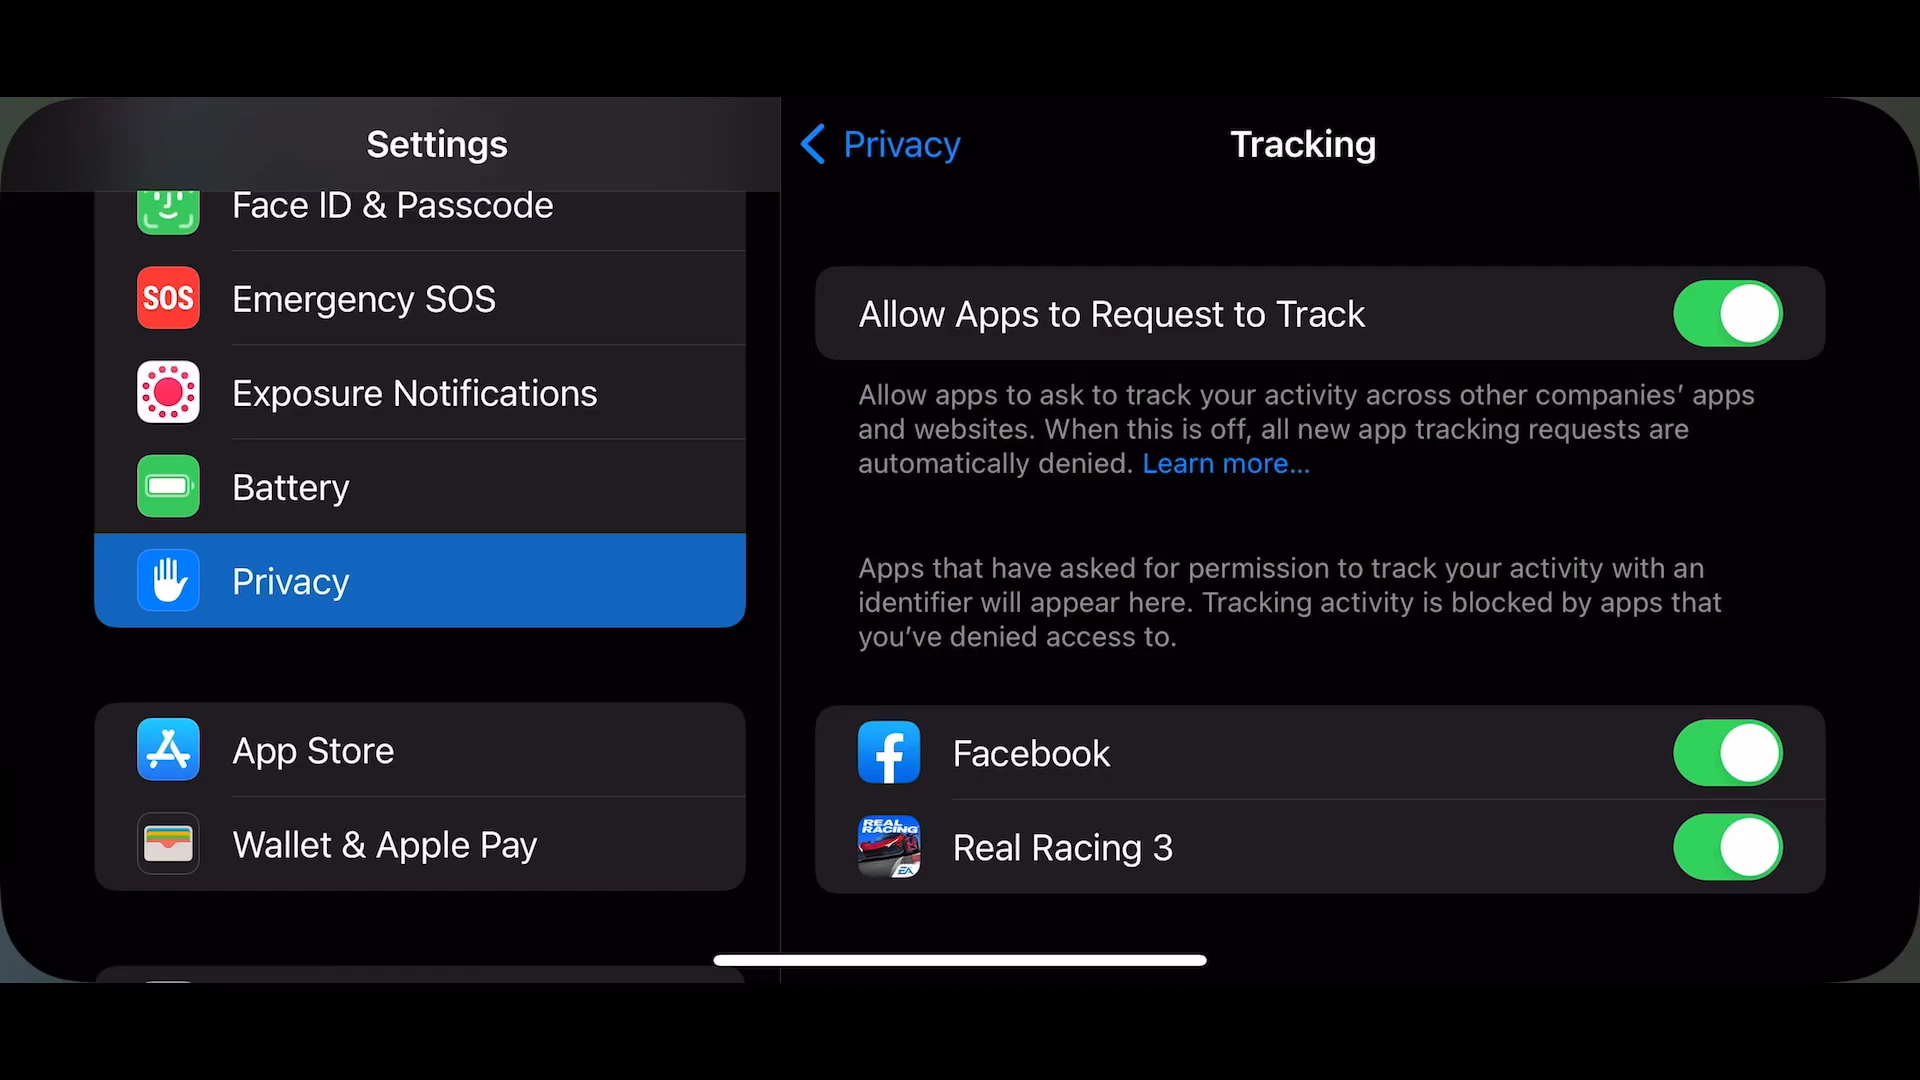 Settings
Face ID & Passcode
SOS
Emergency SOS
Exposure Notifications
Battery
Privacy
App Store
Wallet & Apple Pay
Privacy
Tracking
Allow Apps to Request to Track
Allow apps to ask to track your activity across other companies’ apps
and websites. When this is off, all new app tracking requests are
automatically denied. Learn more...
Apps that have asked for permission to track your activity with an
identifier will appear here. Tracking activity is blocked by apps that
you’ve denied access to.
Facebook
REAL
RACING
EA
Real Racing 3